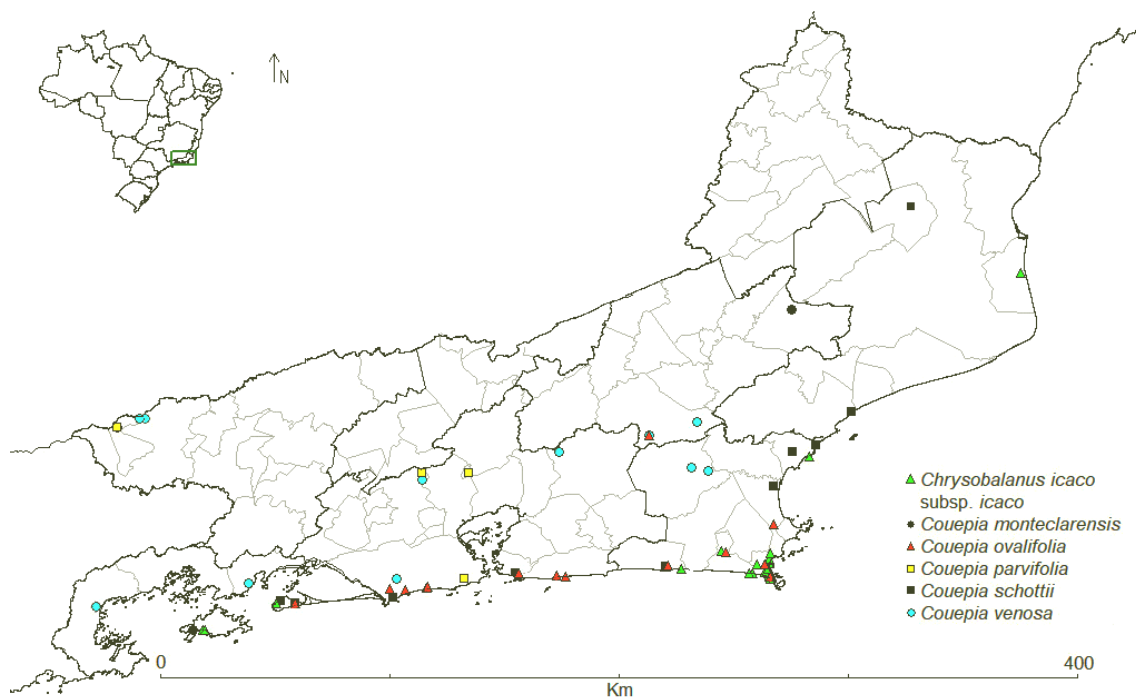 N
Chrysobalanus icaco
subsp. icaco
Couepia monteclarensis
Couepia ovalifolia
Couepia parvifolia
Couepia schottii
Couepia venosa
0
400
Km